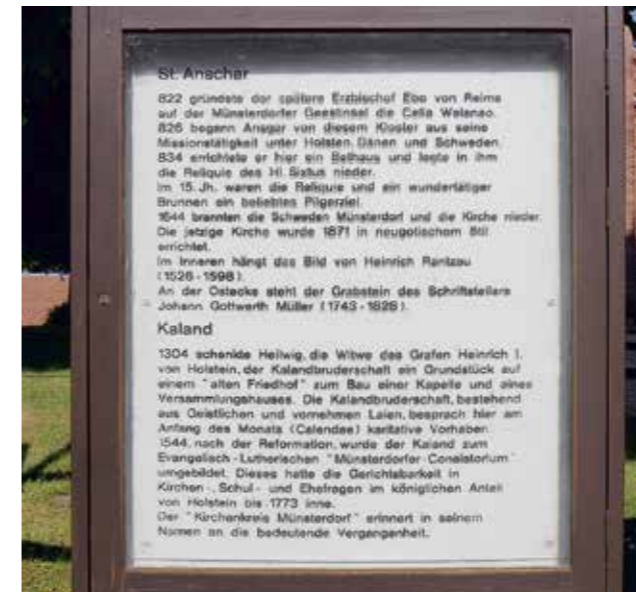 St. Anschar
822 gründete der spätere Erzbischof Ebo von Reims
auf der Münsterdorfer Geestinsel die Cella Welanao.
826 begann Ansgar von diesem Kloster aus seine
Missionstätigkeit unter Holsten, Dänen und Schweden.
834 errichtete er hier ein Bethaus und legte in ihm
die Reliquie des Hl. Sixtus nieder.
Im 15. Jh. waren die Reliquie und ein wundertätiger
Brunnen ein beliebtes Pilgerziel.
1644 brannten die Schweden Münsterdorf und die Kirche nieder.
Die jetzige Kirche wurde 1871 in neugotischem Stil
errichtet.
Im Inneren hängt das Bild von Heinrich Rantzau
(1526 - 1598).
An der Ostecke steht der Grabstein des Schriftstellers
Johann Gottwerth Müller (1743 - 1828).
Kaland
1304 schenkte Heilwig, die Witwe des Grafen Heinrich I.
von Holstein, der Kalandbruderschaft ein Grundstück auf
einem "alten Friedhof" zum Bau einer Kapelle und eines
Versammlungshauses. Die Kalandbruderschaft, bestehend
aus Geistlichen und vornehmen Laien, besprach hier am
Anfang des Monats (Calendae) karitative Vorhaben.
1544, nach der Reformation, wurde der Kaland zum
Evangelisch - Lutherischen "Münsterdorfer Consistorium"
umgebildet. Dieses hatte die Gerichtsbarkeit in
Kirchen -, Schul - und Ehefragen im königlichen Anteil
von Holstein bis 1773 inne.
Der "Kirchenkreis Münsterdorf" erinnert in seinem
Namen an die bedeutende Vergangenheit.